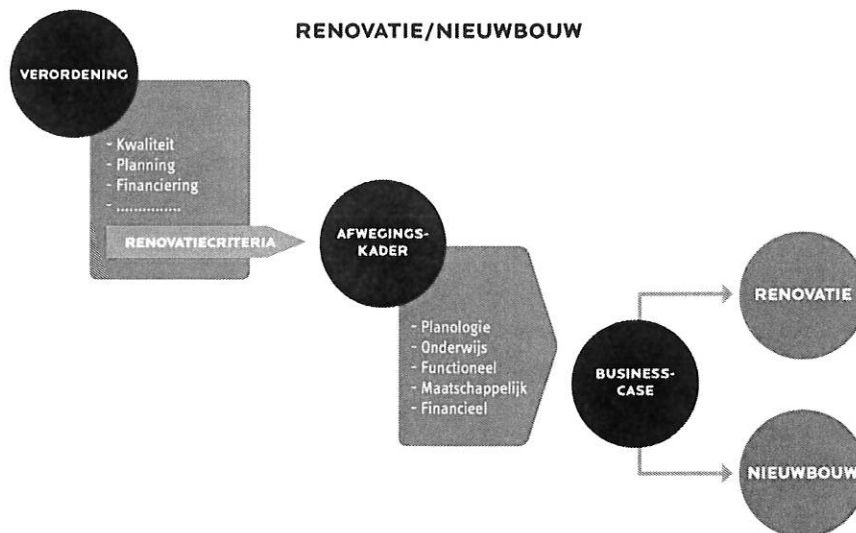 RENOVATIE/NIEUWBOUW
VERORDENING
- Kwaliteit
- Planning
- Financiering
- ...............
RENOVATIECRITERIA
AFWEGINGS-
KADER
- Planologie
- Onderwijs
- Functioneel
- Maatschappelijk
- Financieel
BUSINESS-
CASE
RENOVATIE
NIEUWBOUW